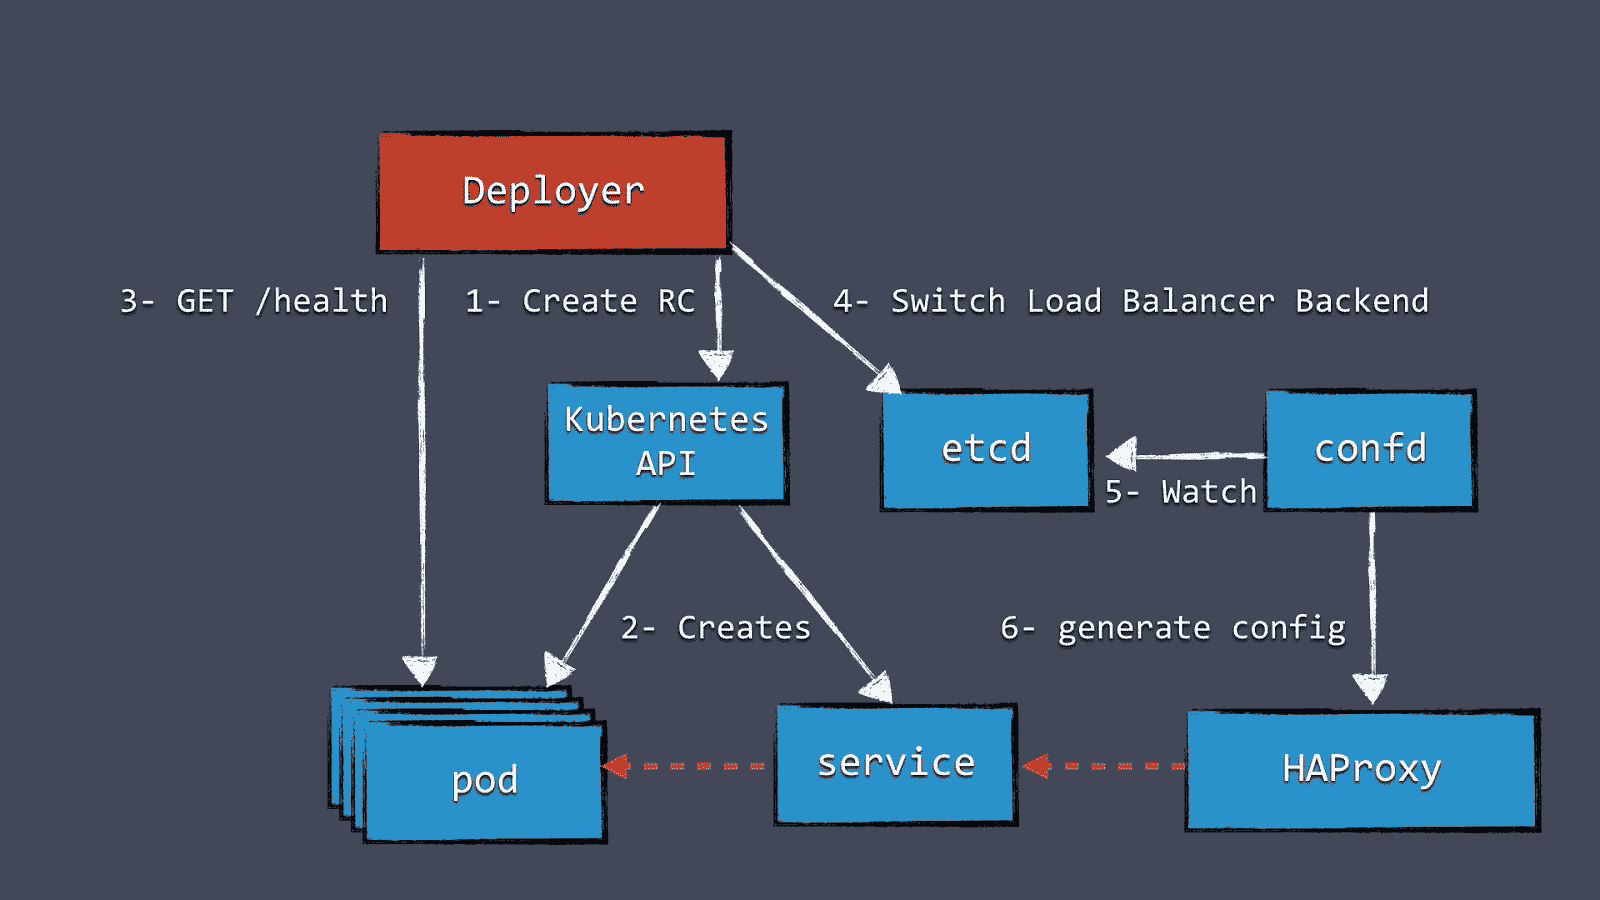 Deployer
3- GET /health
1- Create RC
4- Switch Load Balancer Backend
Kubernetes
API
etcd
confd
5- Watch
2- Creates
6- generate config
pod
service
HAProxy